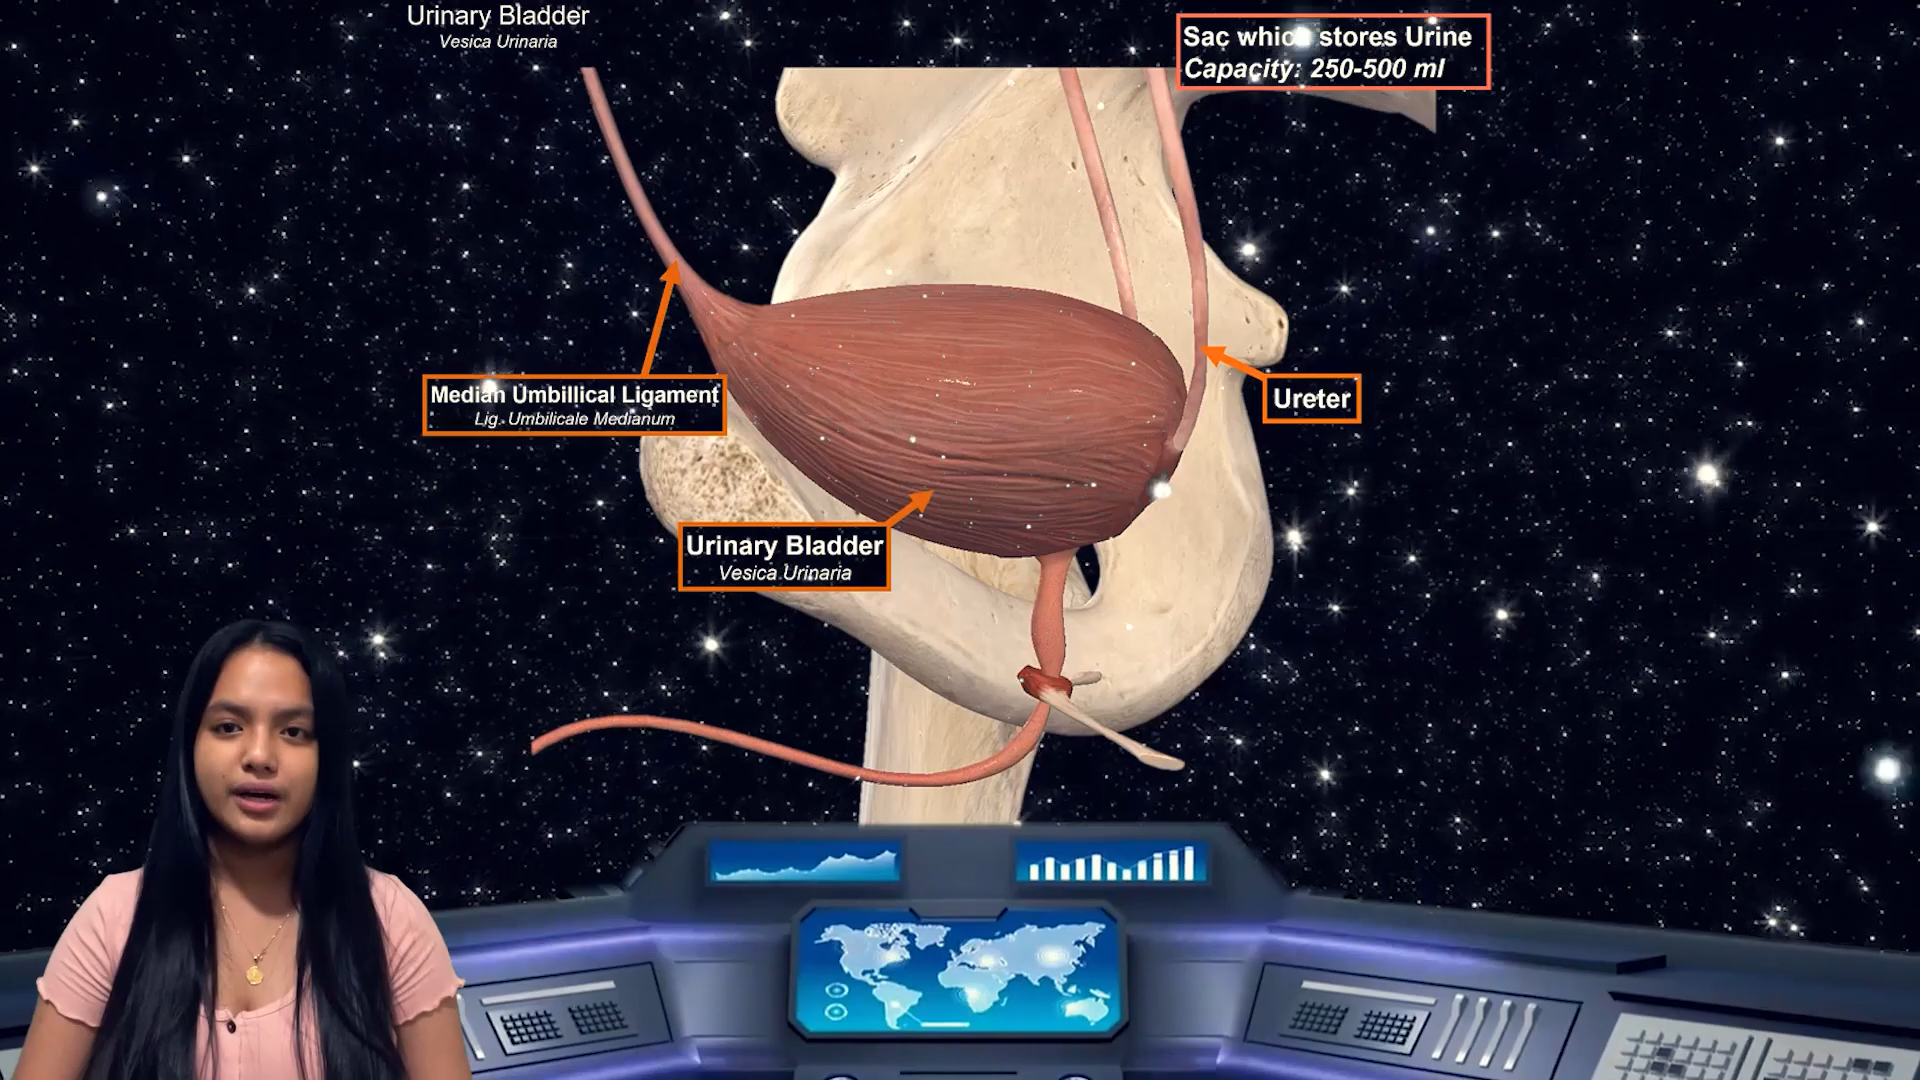 Urinary Bladder
Vesica Urinaria
Sac which stores Urine
Capacity: 250-500 ml
Median Umbillical Ligament
Lig. Umbilicale Medianum
Ureter
Urinary Bladder
Vesica Urinaria